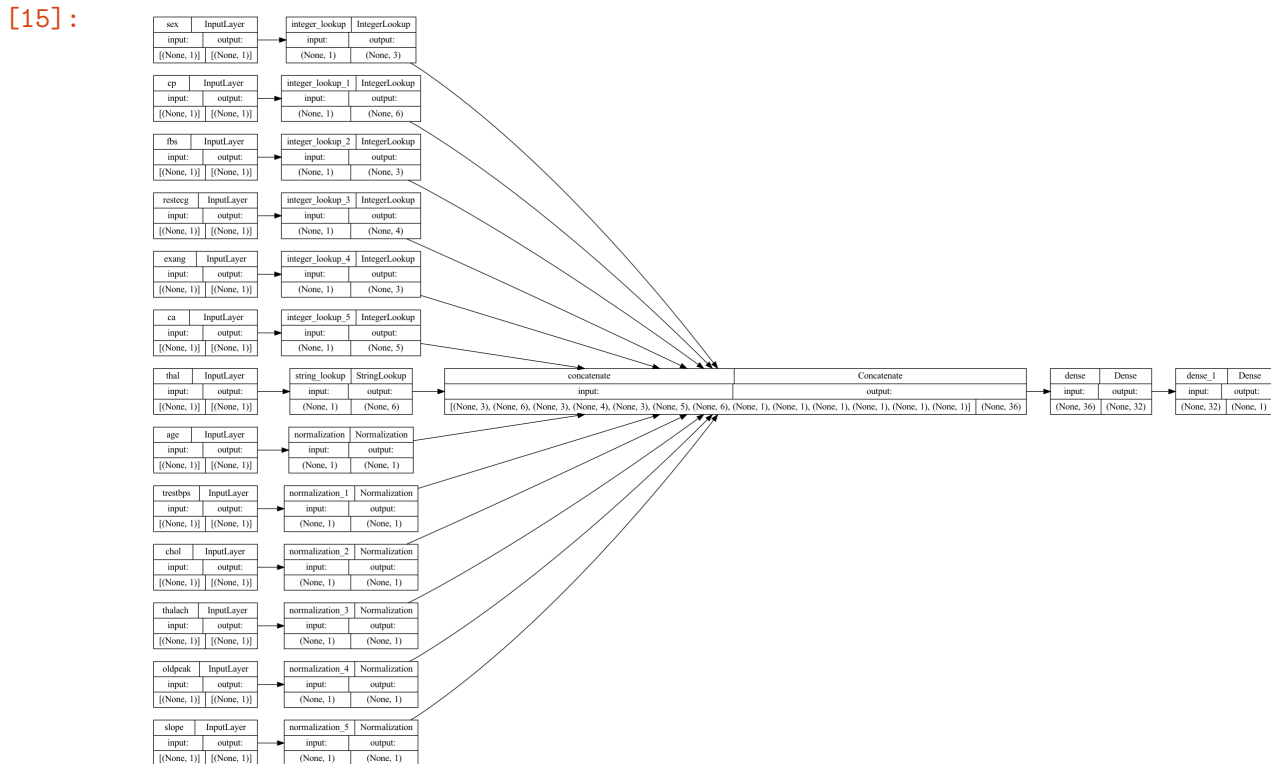 [15]:
sex InputLayer integer_lookup IntegerLookup
input: output: input: output:
[(None, 1)] [(None, 1)] (None, 1) (None, 3)
cp InputLayer integer_lookup_1 IntegerLookup
input: output: input: output:
[(None, 1)] [(None, 1)] (None, 1) (None, 6)
fbs InputLayer integer_lookup_2 IntegerLookup
input: output: input: output:
[(None, 1)] [(None, 1)] (None, 1) (None, 3)
restecg InputLayer integer_lookup_3 IntegerLookup
input: output: input: output:
[(None, 1)] [(None, 1)] (None, 1) (None, 4)
exang InputLayer integer_lookup_4 IntegerLookup
input: output: input: output:
[(None, 1)] [(None, 1)] (None, 1) (None, 3)
ca InputLayer integer_lookup_5 IntegerLookup
input: output: input: output:
[(None, 1)] [(None, 1)] (None, 1) (None, 5)
thal InputLayer string_lookup StringLookup concatenate Concatenate dense Dense dense_1 Dense
input: output: input: output: input: output: input: output: input: output:
[(None, 1)] [(None, 1)] (None, 1) (None, 6) [(None, 3), (None, 6), (None, 3), (None, 4), (None, 3), (None, 5), (None, 6), (None, 1), (None, 1), (None, 1), (None, 1), (None, 1), (None, 1)] (None, 36) (None, 36) (None, 32) (None, 32) (None, 1)
age InputLayer normalization Normalization
input: output: input: output:
[(None, 1)] [(None, 1)] (None, 1) (None, 1)
trestbps InputLayer normalization_1 Normalization
input: output: input: output:
[(None, 1)] [(None, 1)] (None, 1) (None, 1)
chol InputLayer normalization_2 Normalization
input: output: input: output:
[(None, 1)] [(None, 1)] (None, 1) (None, 1)
thalach InputLayer normalization_3 Normalization
input: output: input: output:
[(None, 1)] [(None, 1)] (None, 1) (None, 1)
oldpeak InputLayer normalization_4 Normalization
input: output: input: output:
[(None, 1)] [(None, 1)] (None, 1) (None, 1)
slope InputLayer normalization_5 Normalization
input: output: input: output:
[(None, 1)] [(None, 1)] (None, 1) (None, 1)